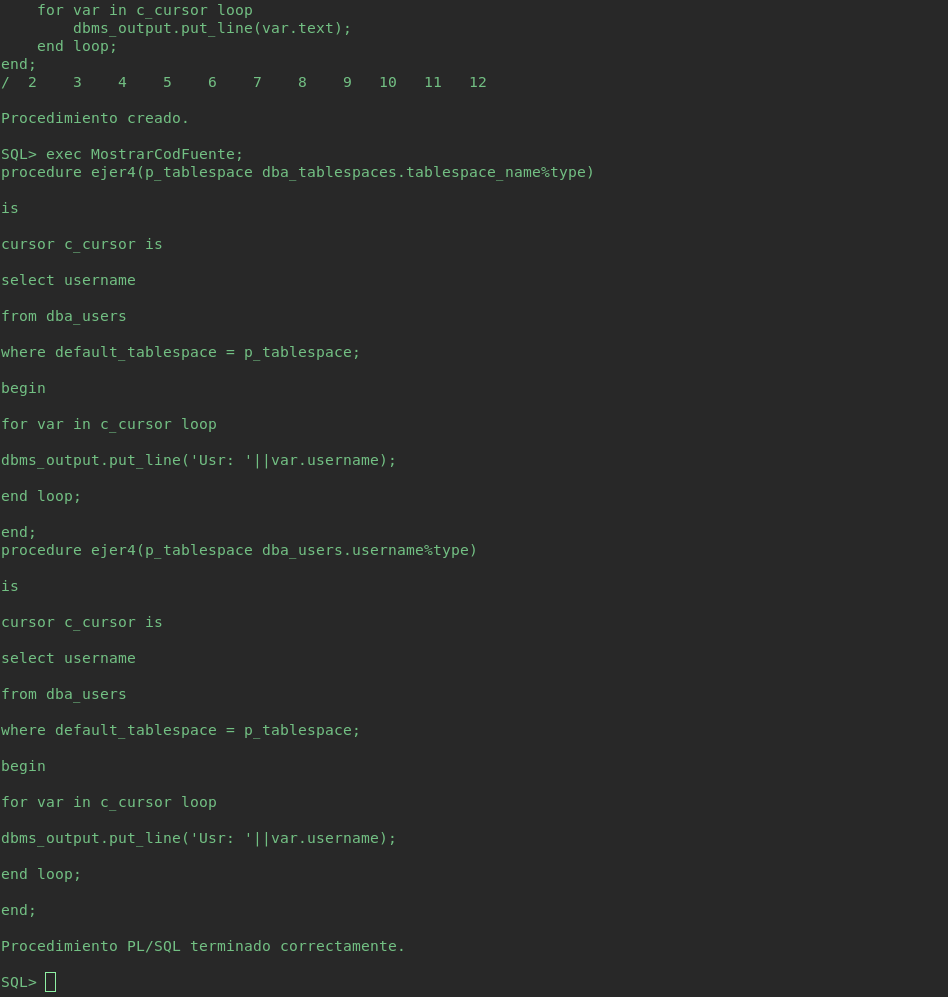 for var in c_cursor loop
        dbms_output.put_line(var.text);
    end loop;
end;
/  2    3    4    5    6    7    8    9   10   11   12
Procedimiento creado.
SQL> exec MostrarCodFuente;
procedure ejer4(p_tablespace dba_tablespaces.tablespace_name%type)
is
cursor c_cursor is
select username
from dba_users
where default_tablespace = p_tablespace;
begin
for var in c_cursor loop
dbms_output.put_line('Usr: '||var.username);
end loop;
end;
procedure ejer4(p_tablespace dba_users.username%type)
is
cursor c_cursor is
select username
from dba_users
where default_tablespace = p_tablespace;
begin
for var in c_cursor loop
dbms_output.put_line('Usr: '||var.username);
end loop;
end;
Procedimiento PL/SQL terminado correctamente.
SQL>